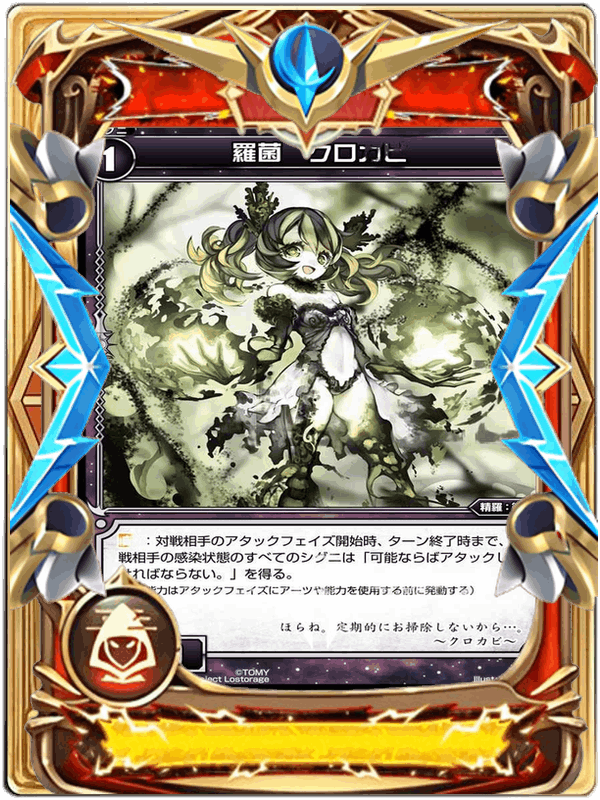 1
羅菌 クロカビ
精羅:
:対戦相手のアタックフェイズ開始時、ターン終了時まで、
戦相手の感染状態のすべてのシグニは「可能ならばアタックし
ければならない。」を得る。
能力はアタックフェイズにアーツや能力を使用する前に発動する)
ほらね。定期的にお掃除しないから…。
~クロカビ~
©TOMY
ject Lostorage
Illust